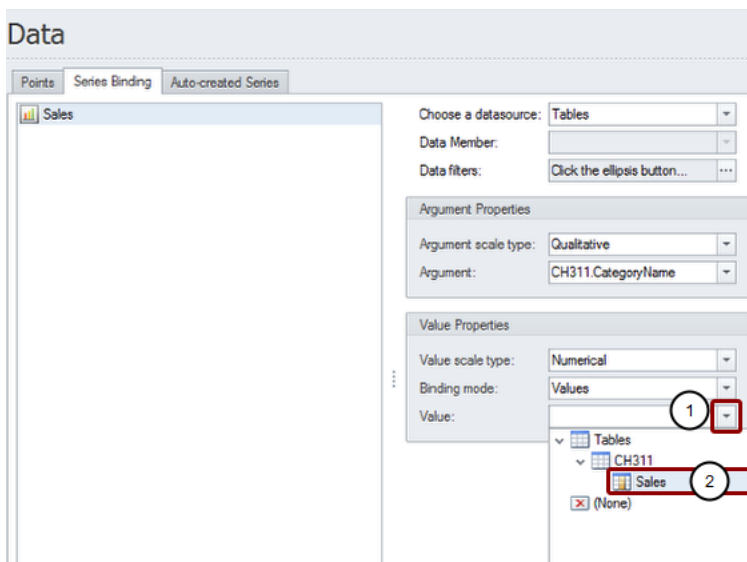 Data
Points Series Binding Auto-created Series
Sales
Choose a datasource: Tables
Data Member:
Data filters: Click the ellipsis button... ...
Argument Properties
Argument scale type: Qualitative
Argument: CH311.CategoryName
Value Properties
Value scale type: Numerical
Binding mode: Values
Value: 1
Tables
CH311
Sales 2
(None)